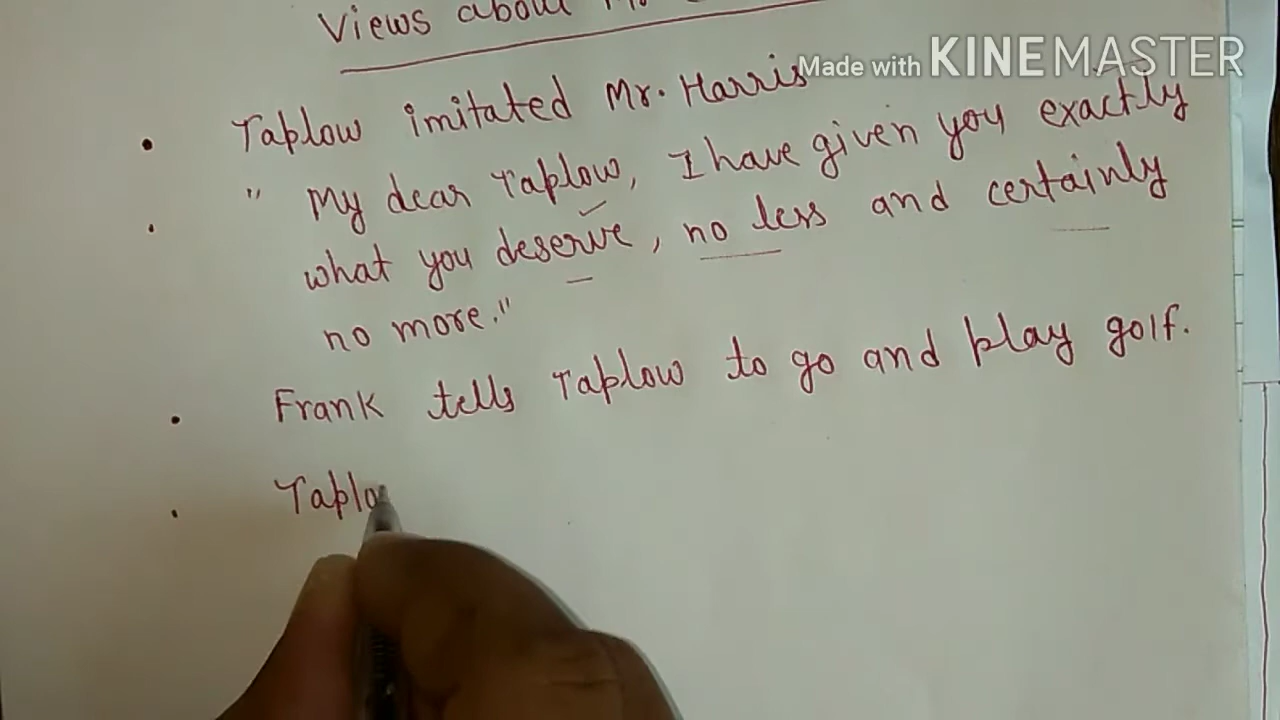 Views about
Made with KINEMASTER
Taplow imitated Mr. Harris
" My dear Taplow, I have given you exactly
what you deserve, no less and certainly
no more."
Frank tells Taplow to go and play golf.
Taplo